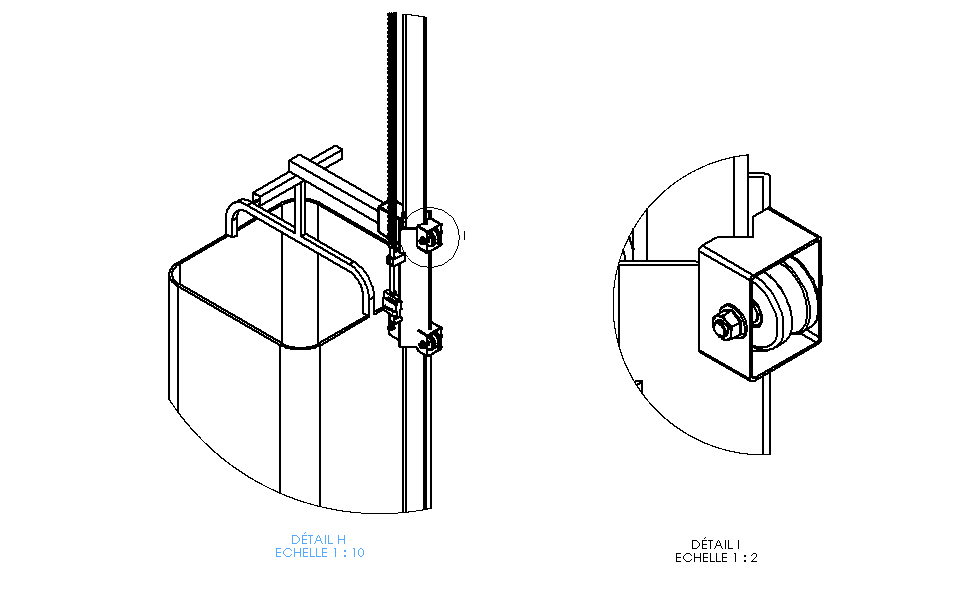 I
DÉTAIL H
ECHELLE 1 : 10
DÉTAIL I
ECHELLE 1 : 2